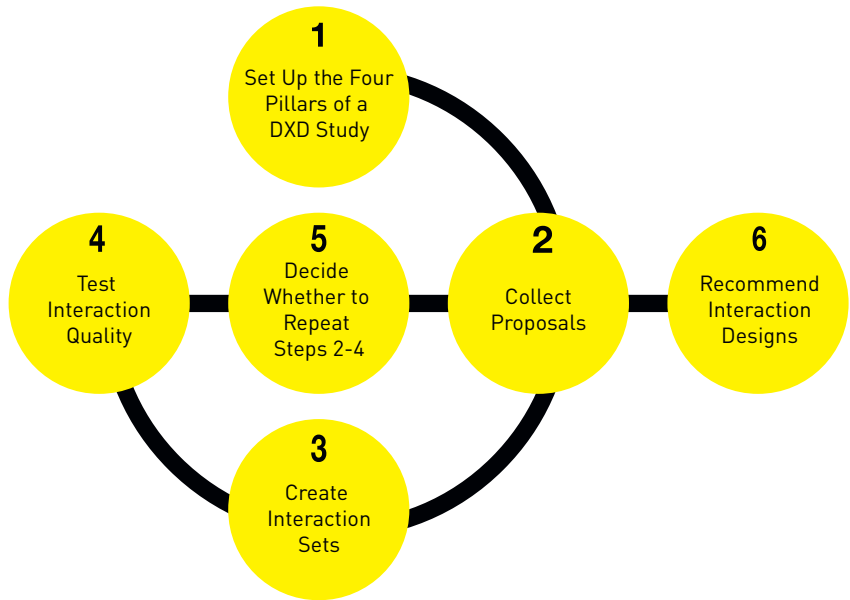 1
Set Up the Four
Pillars of a
DXD Study
2
Collect
Proposals
3
Create
Interaction
Sets
4
Test
Interaction
Quality
5
Decide
Whether to
Repeat
Steps 2-4
6
Recommend
Interaction
Designs